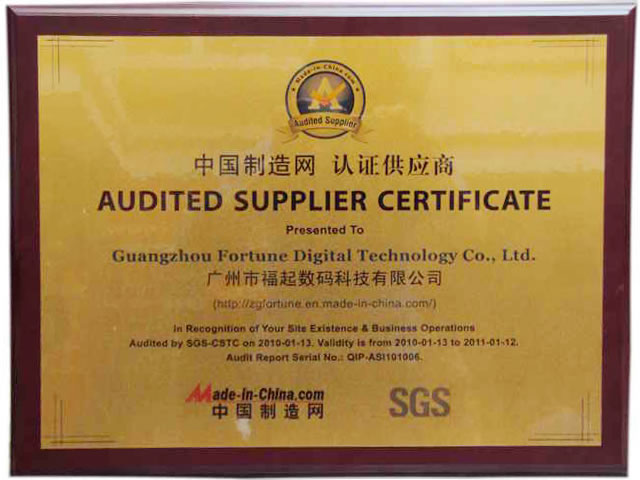 Made-in-China.com
Audited Supplier
中国制造网 认证供应商
AUDITED SUPPLIER CERTIFICATE
Presented To
Guangzhou Fortune Digital Technology Co., Ltd.
广州市福起数码科技有限公司
(http://zgfortune.en.made-in-china.com/)
in Recognition of Your Site Existence & Business Operations
Audited by SGS-CSTC on 2010-01-13. Validity is from 2010-01-13 to 2011-01-12.
Audit Report Serial No.: QIP-ASI101006.
Made-in-China.com
中国制造网
SGS